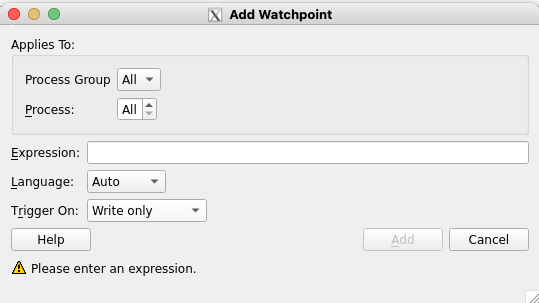 Add Watchpoint
Applies To:
Process Group All
Process: All
Expression:
Language: Auto
Trigger On: Write only
Help Add Cancel
Please enter an expression.